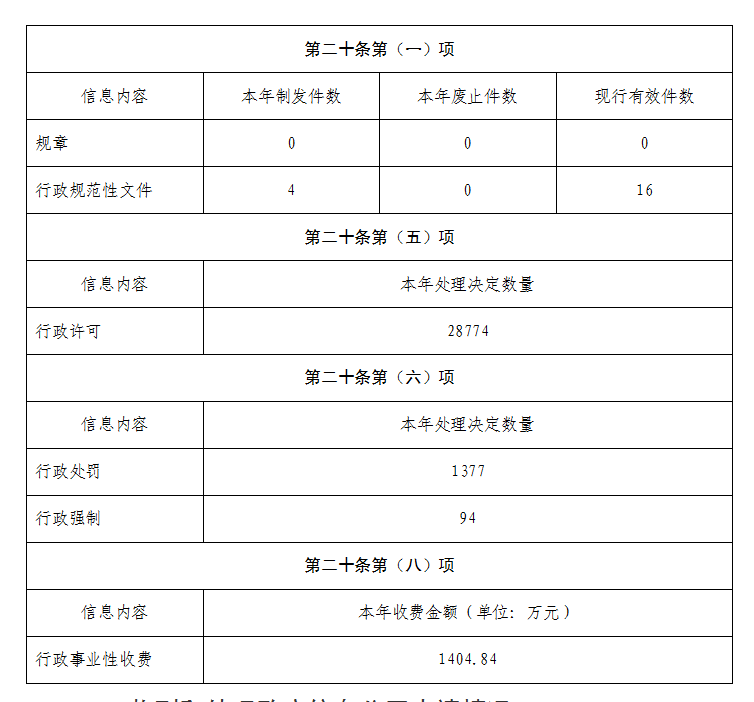 第二十条第（一）项
信息内容 本年制发件数 本年废止件数 现行有效件数
规章 0 0 0
行政规范性文件 4 0 16
第二十条第（五）项
信息内容 本年处理决定数量
行政许可 28774
第二十条第（六）项
信息内容 本年处理决定数量
行政处罚 1377
行政强制 94
第二十条第（八）项
信息内容 本年收费金额（单位：万元）
行政事业性收费 1404.84